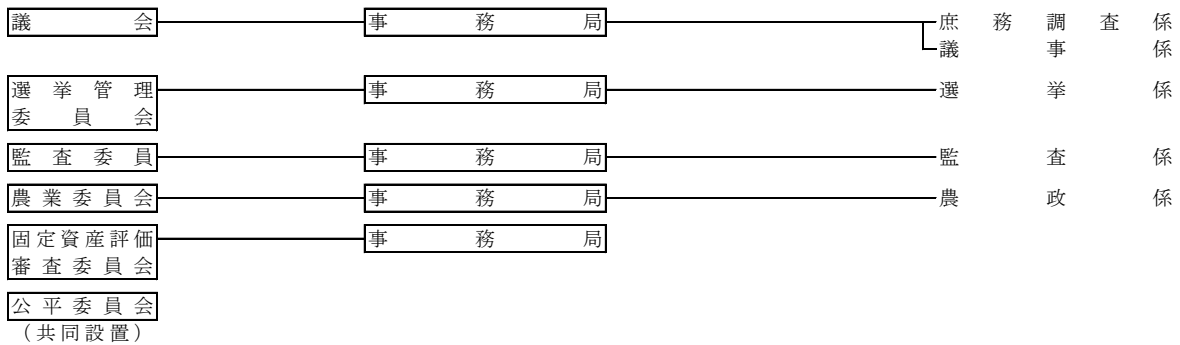 議会 事務局 庶務調査係
議事係
選挙管理 事務局 選挙係
委員会
監査委員 事務局 監査係
農業委員会 事務局 農政係
固定資産評価 事務局
審査委員会
公平委員会
（共同設置）